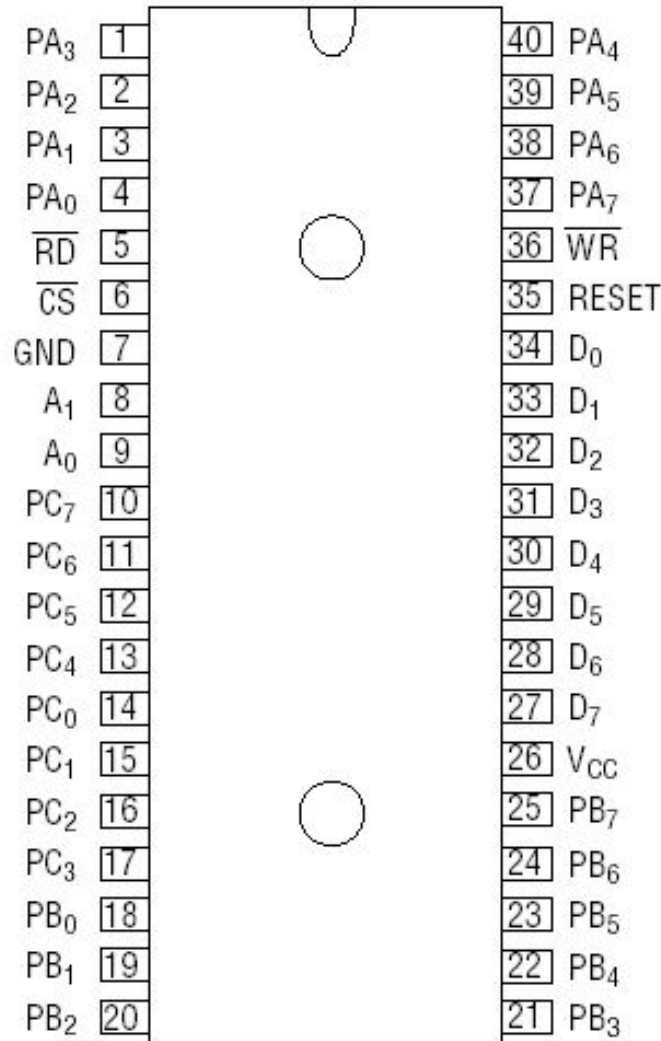 PA3 1 40 PA4
PA2 2 39 PA5
PA1 3 38 PA6
PA0 4 37 PA7
R̅D̅ 5 36 W̅R̅
C̅S̅ 6 35 RESET
GND 7 34 D0
A1 8 33 D1
A0 9 32 D2
PC7 10 31 D3
PC6 11 30 D4
PC5 12 29 D5
PC4 13 28 D6
PC0 14 27 D7
PC1 15 26 VCC
PC2 16 25 PB7
PC3 17 24 PB6
PB0 18 23 PB5
PB1 19 22 PB4
PB2 20 21 PB3